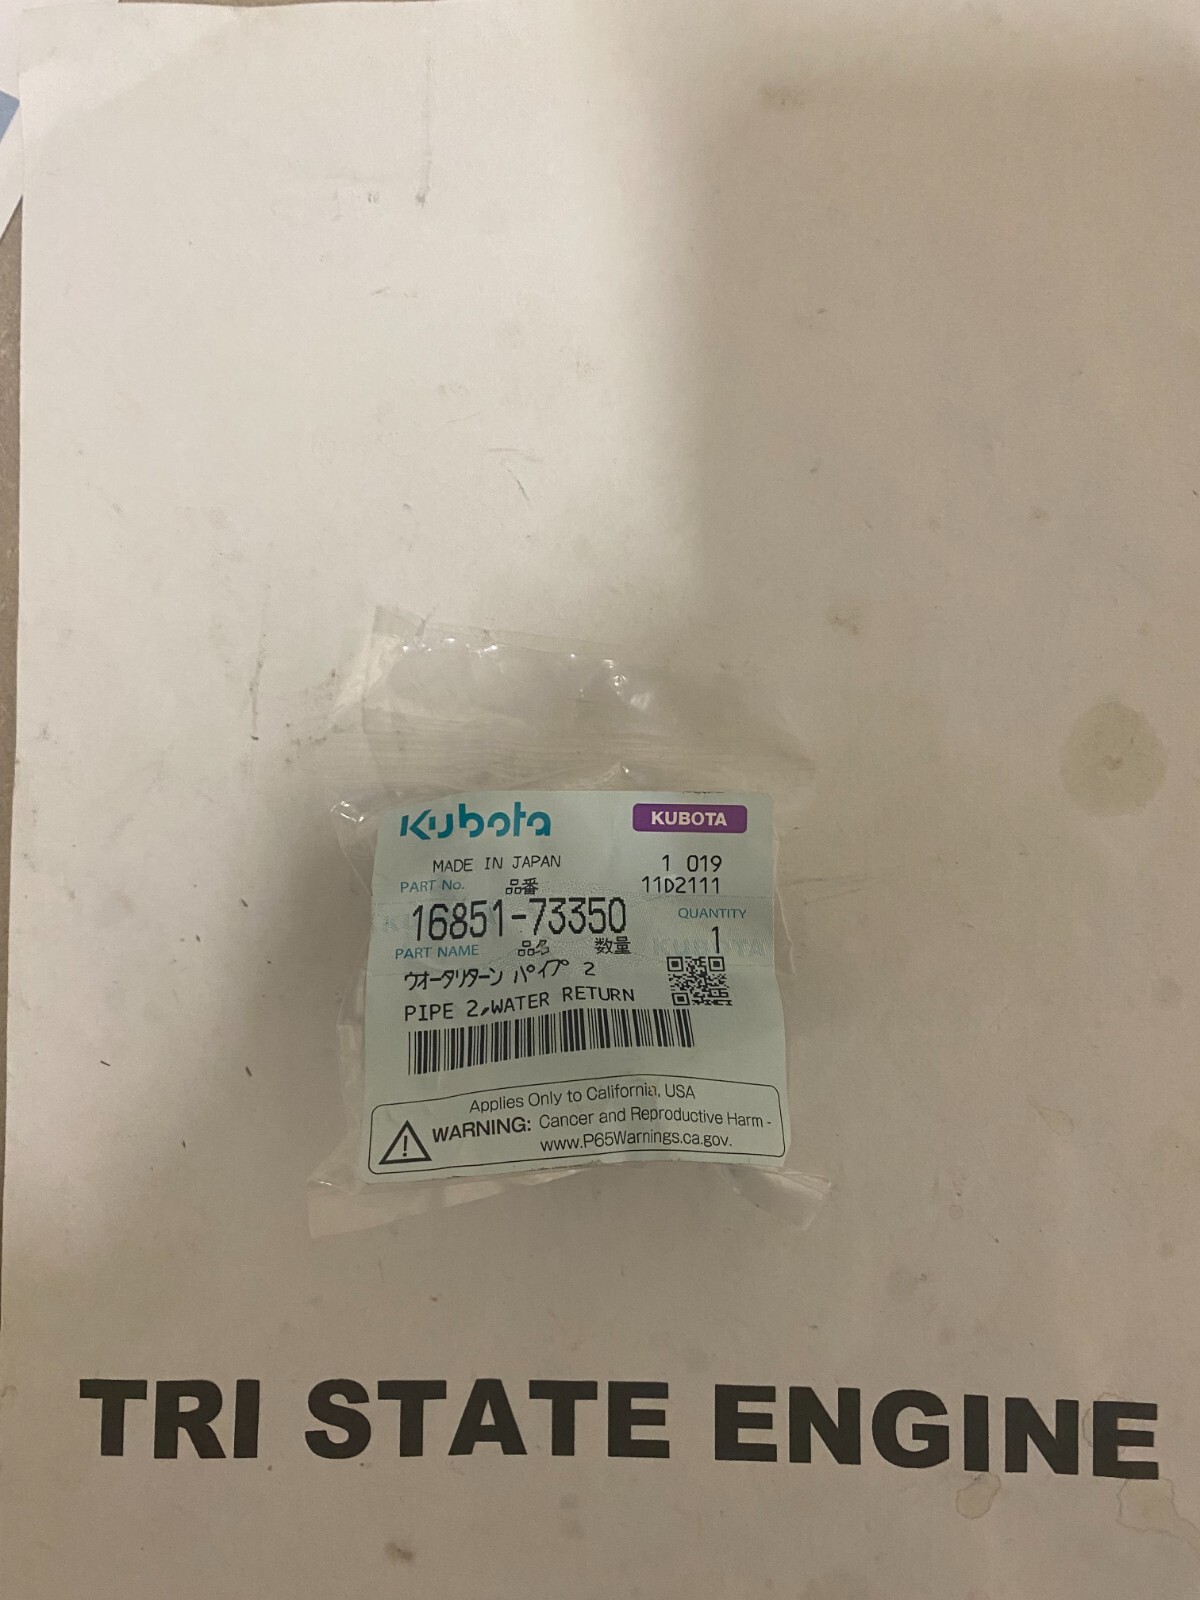 Kubota KUBOTA
MADE IN JAPAN 1 019
PART No. 品番 11D2111
16851-73350 QUANTITY
PART NAME 品名 数量 1
ウオータリターン パイプ 2
PIPE 2,WATER RETURN
Applies Only to California, USA
WARNING: Cancer and Reproductive Harm -
www.P65Warnings.ca.gov.
TRI STATE ENGINE